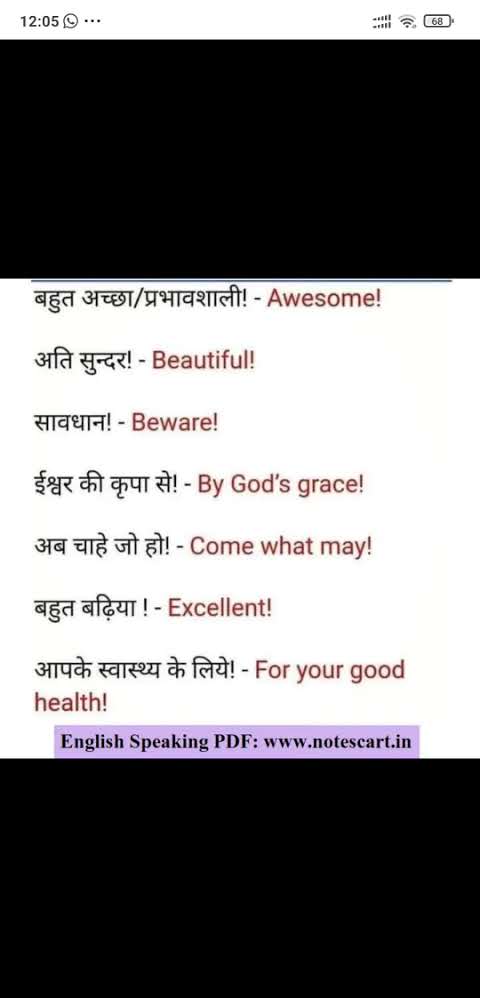 12:05 ...
68
बहुत अच्छा/प्रभावशाली! - Awesome!
अति सुन्दर! - Beautiful!
सावधान! - Beware!
ईश्वर की कृपा से! - By God's grace!
अब चाहे जो हो! - Come what may!
बहुत बढ़िया ! - Excellent!
आपके स्वास्थ्य के लिये! - For your good
health!
English Speaking PDF: www.notescart.in